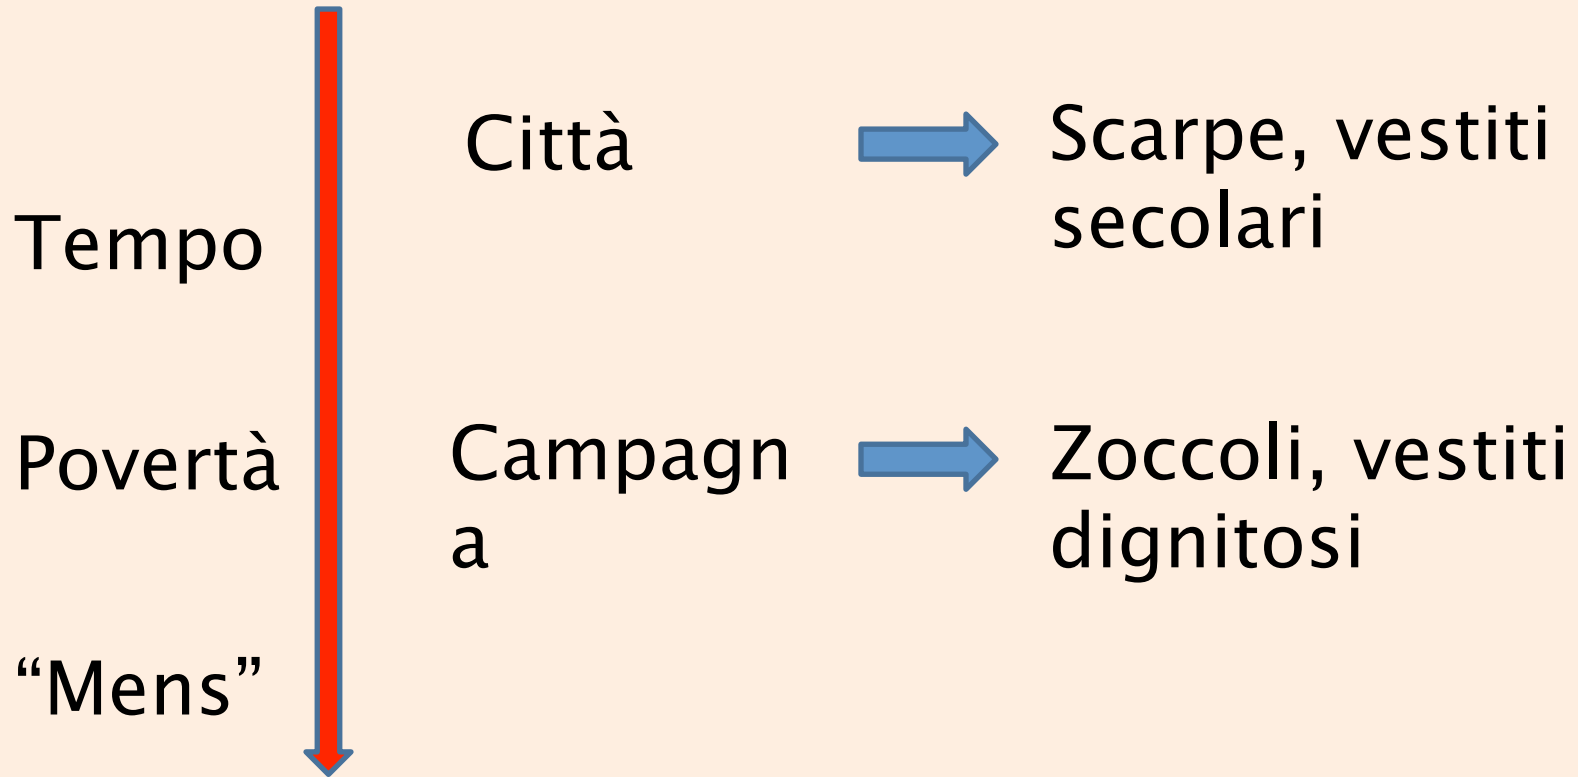 Tempo
Povertà
“Mens”
Città
Scarpe, vestiti
secolari
Campagn
a
Zoccoli, vestiti
dignitosi